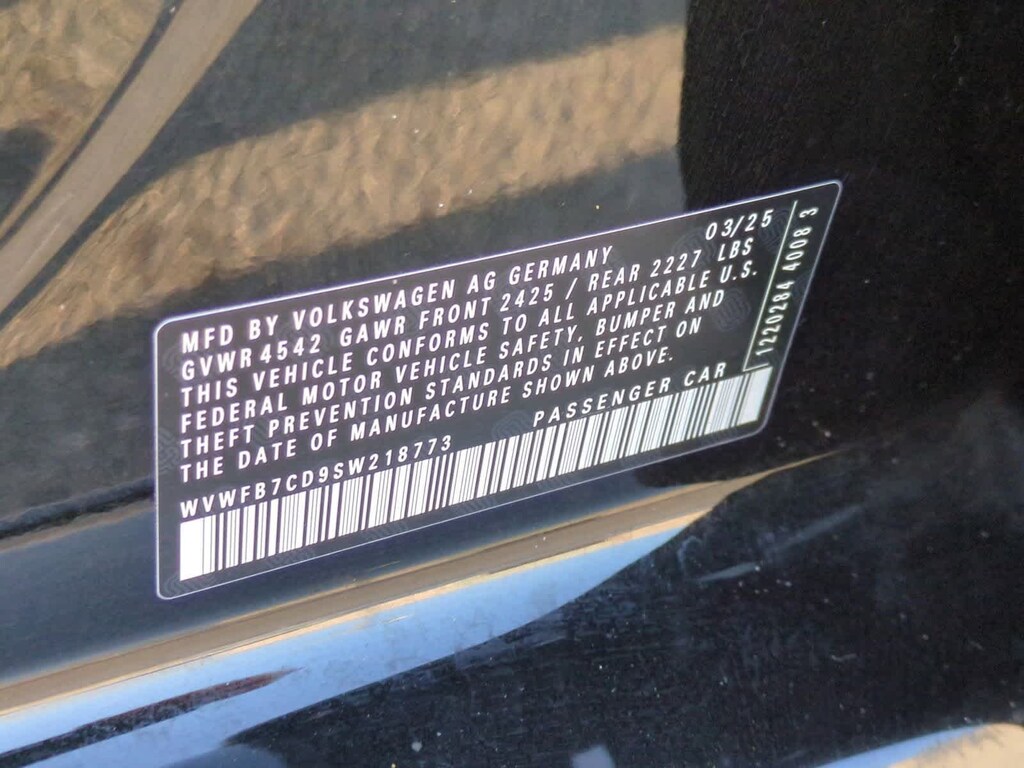 MFD BY VOLKSWAGEN AG GERMANY 03/25
GVWR 4542 GAWR FRONT 2425 / REAR 2227 LBS
THIS VEHICLE CONFORMS TO ALL APPLICABLE U.S.
FEDERAL MOTOR VEHICLE SAFETY, BUMPER AND
THEFT PREVENTION STANDARDS IN EFFECT ON
THE DATE OF MANUFACTURE SHOWN ABOVE.
WVWFB7CD9SW218773 PASSENGER CAR
1220284 4008 3